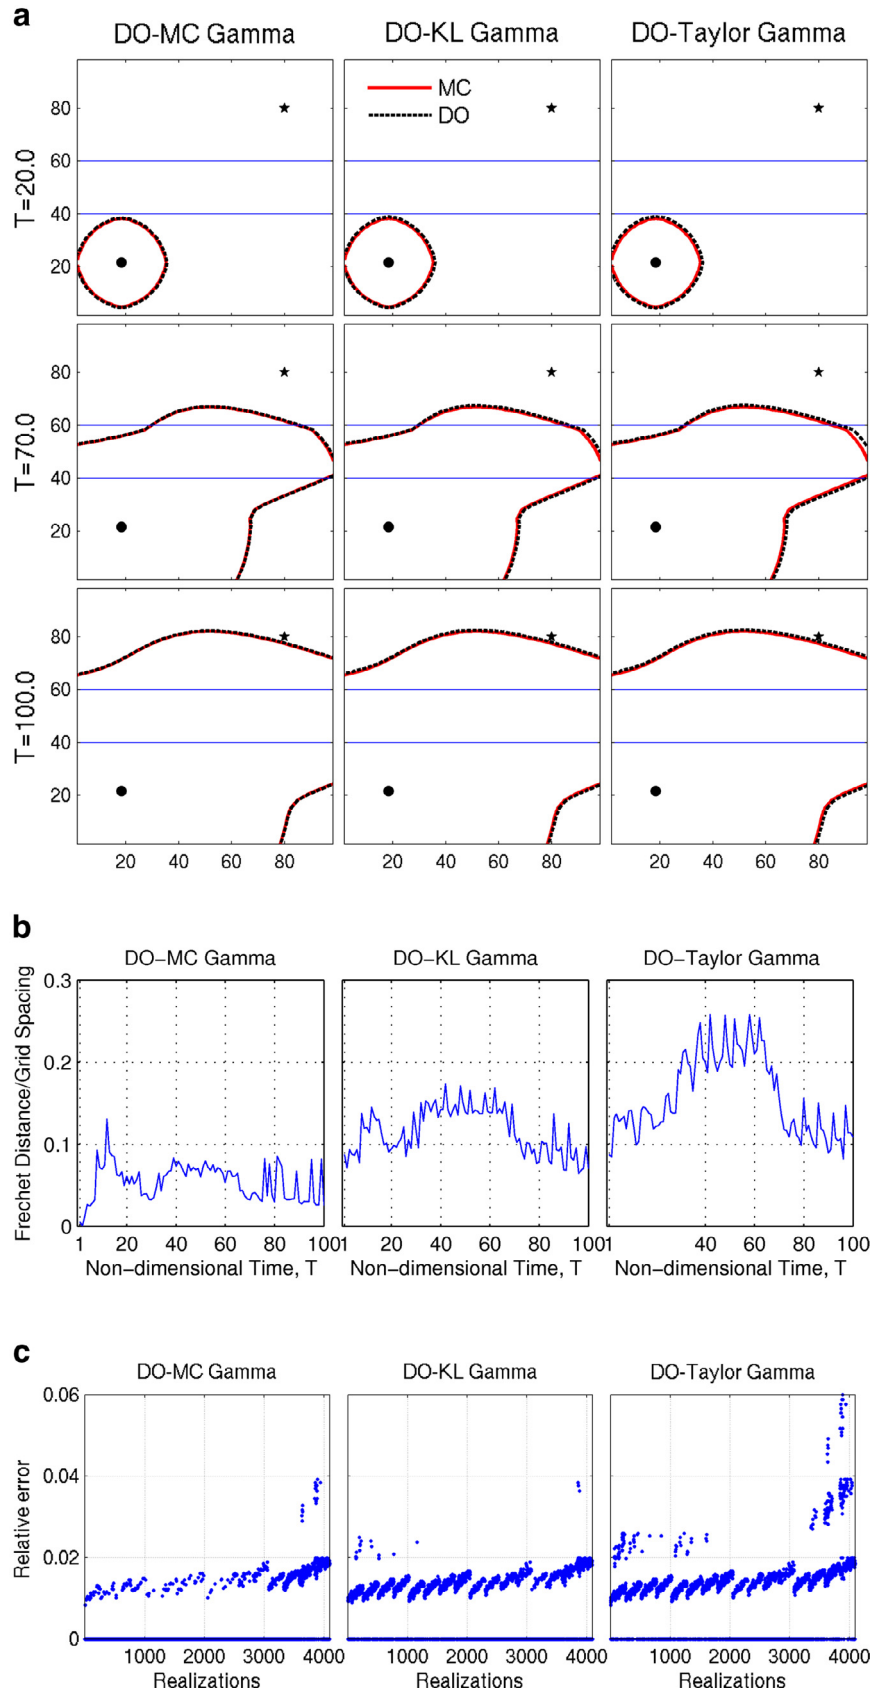 a
DO-MC Gamma DO-KL Gamma DO-Taylor Gamma
MC
DO
T=20.0
80
60
40
20
T=70.0
80
60
40
20
T=100.0
80
60
40
20
20 40 60 80 20 40 60 80 20 40 60 80
b
DO–MC Gamma DO–KL Gamma DO–Taylor Gamma
Frechet Distance/Grid Spacing
0.3
0.2
0.1
0
1 20 40 60 80 1001 20 40 60 80 1001 40 60 80 100
Non–dimensional Time, T Non–dimensional Time, T Non–dimensional Time, T
c
DO-MC Gamma DO-KL Gamma DO-Taylor Gamma
Relative error
0.06
0.04
0.02
0
1000 2000 3000 4000 1000 2000 3000 4000 1000 2000 3000 4000
Realizations Realizations Realizations